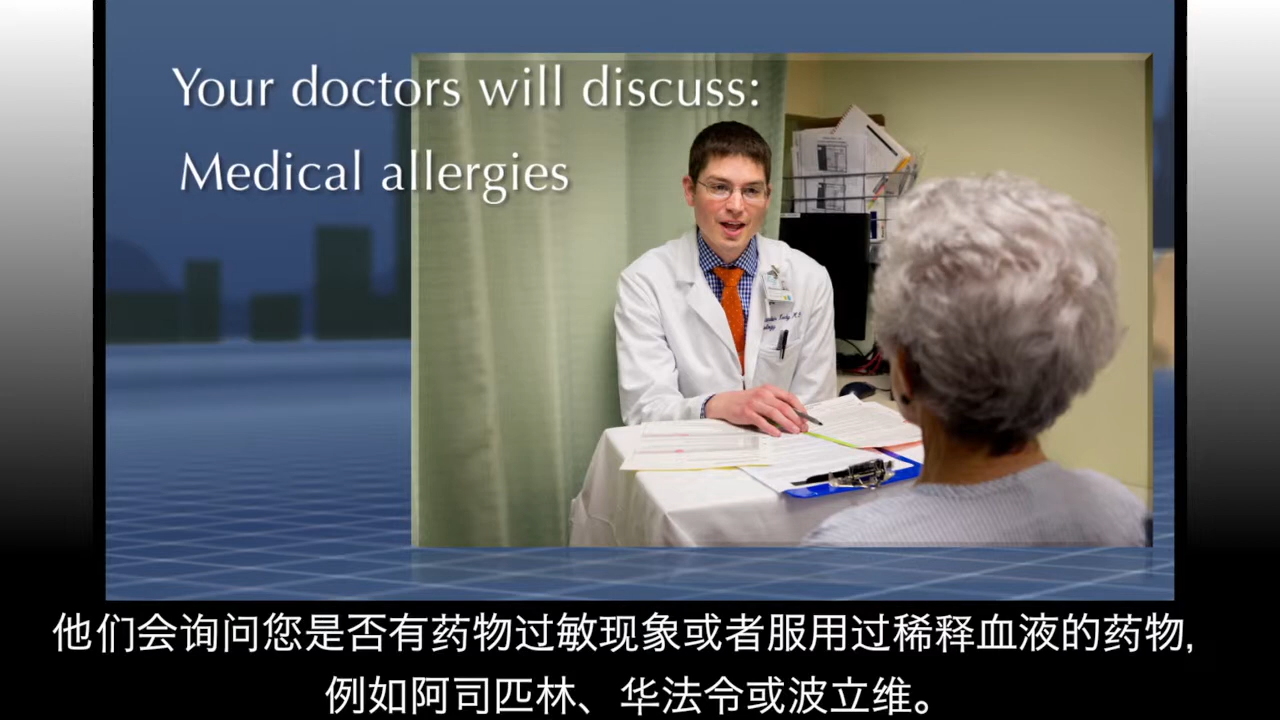 Your doctors will discuss:
Medical allergies
他们会询问您是否有药物过敏现象或者服用过稀释血液的药物,
例如阿司匹林、华法令或波立维。